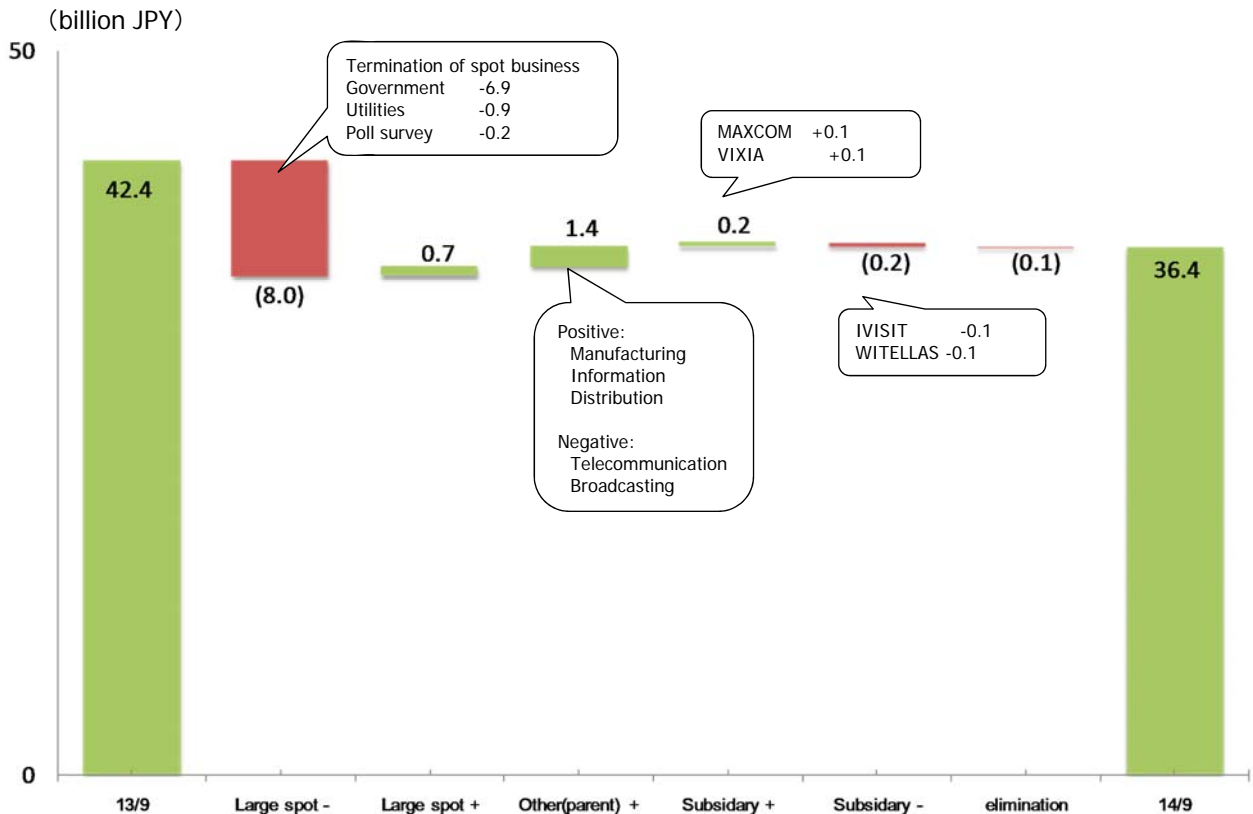 （billion JPY）
50
Termination of spot business
Government -6.9
Utilities -0.9
Poll survey -0.2
MAXCOM +0.1
VIXIA +0.1
42.4
(8.0)
0.7
1.4
0.2
(0.2)
(0.1)
36.4
Positive:
Manufacturing
Information
Distribution
Negative:
Telecommunication
Broadcasting
IVISIT -0.1
WITELLAS -0.1
0
13/9 Large spot - Large spot + Other(parent) + Subsidary + Subsidary - elimination 14/9